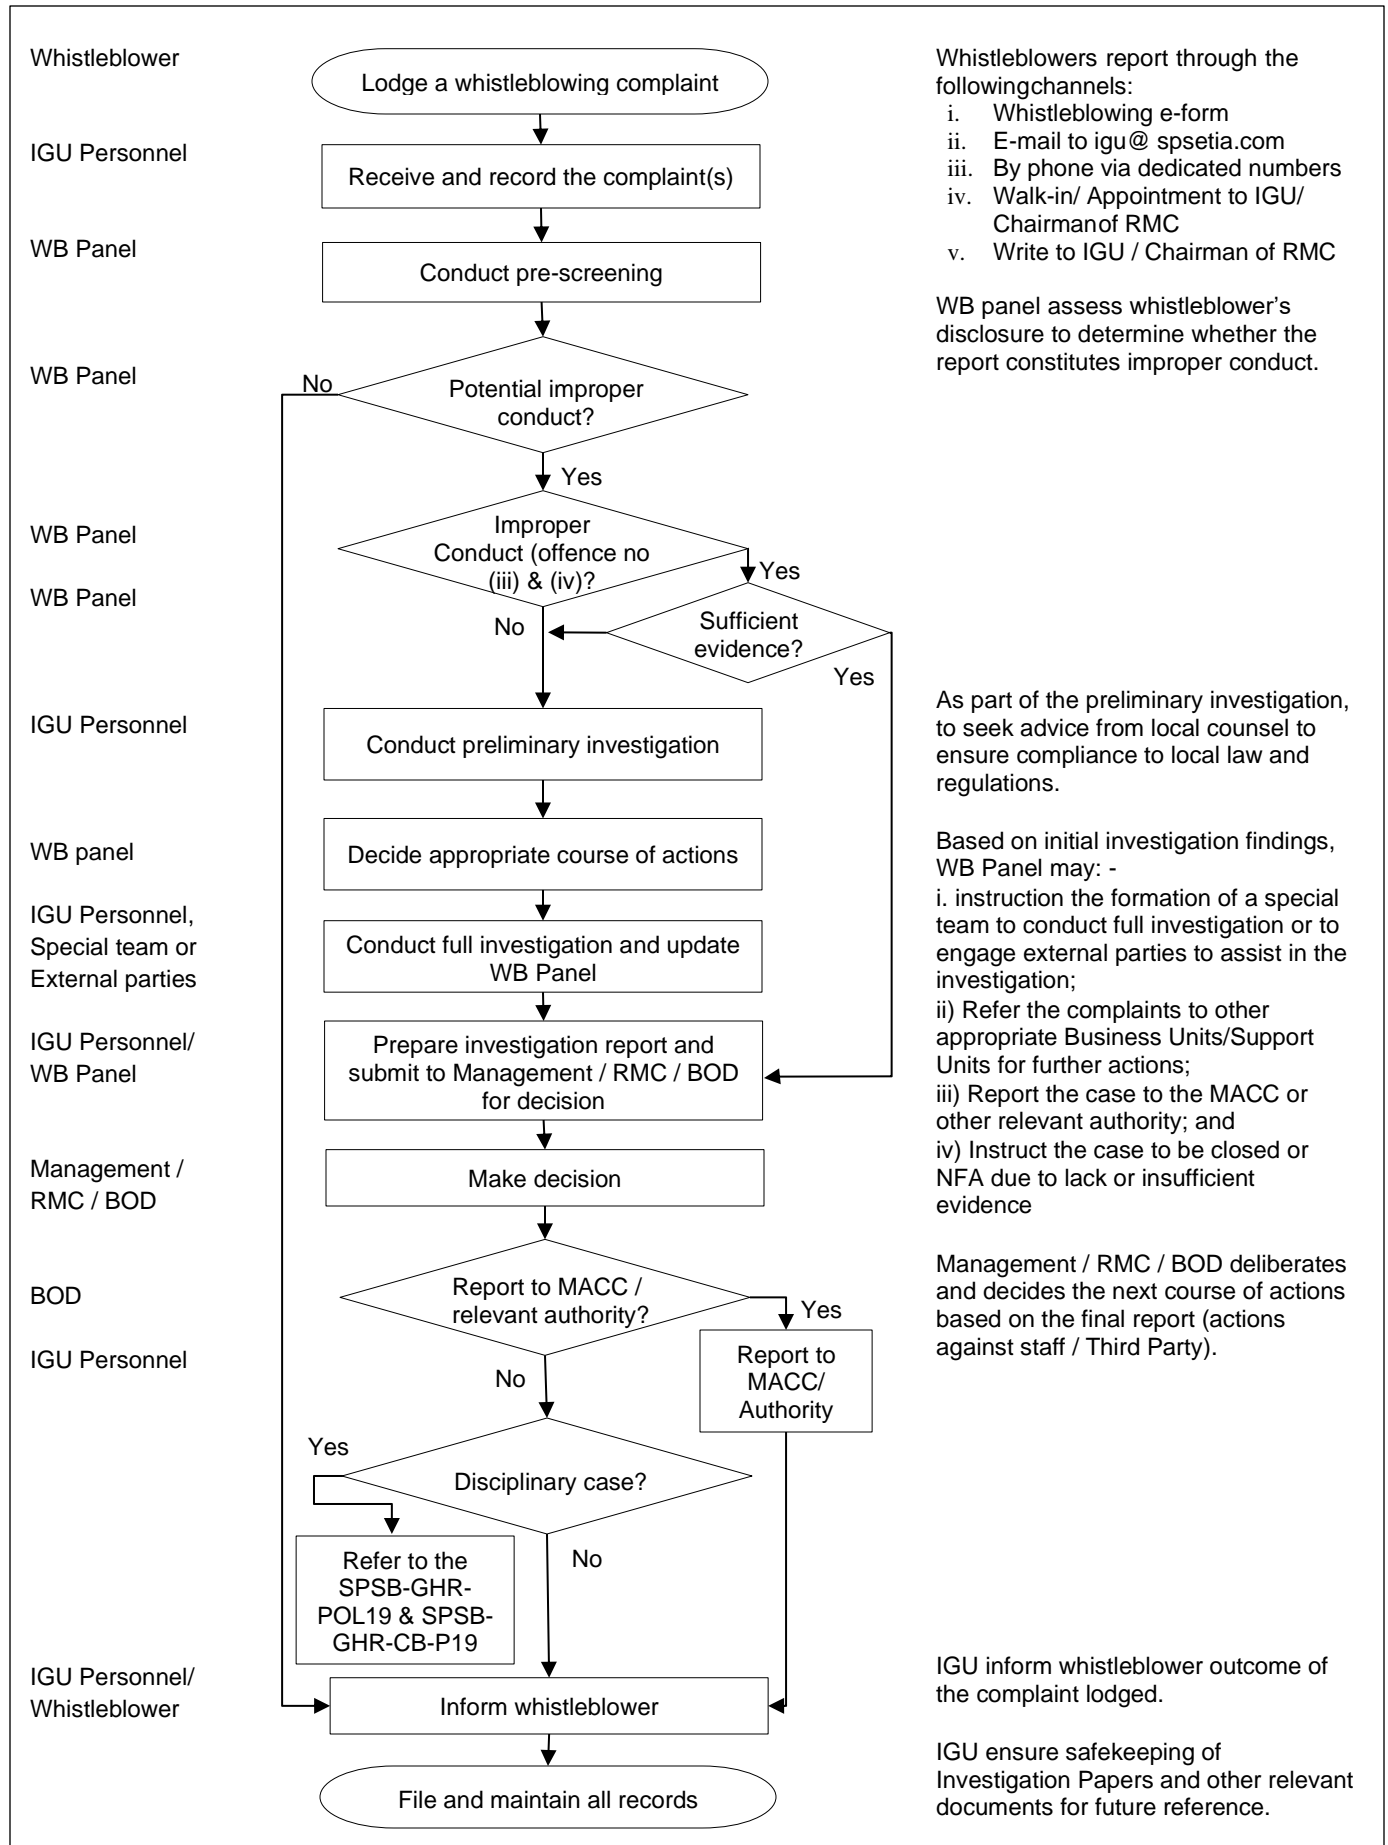 Whistleblower
Lodge a whistleblowing complaint
Whistleblowers report through the
followingchannels:
i. Whistleblowing e-form
ii. E-mail to igu@ spsetia.com
iii. By phone via dedicated numbers
iv. Walk-in/ Appointment to IGU/
Chairmanof RMC
v. Write to IGU / Chairman of RMC
IGU Personnel
Receive and record the complaint(s)
WB Panel
Conduct pre-screening
WB panel assess whistleblower's
disclosure to determine whether the
report constitutes improper conduct.
WB Panel
No
Potential improper
conduct?
Yes
WB Panel
Improper
Conduct (offence no
(iii) & (iv)?
Yes
WB Panel
No
Sufficient
evidence?
Yes
IGU Personnel
Conduct preliminary investigation
As part of the preliminary investigation,
to seek advice from local counsel to
ensure compliance to local law and
regulations.
WB panel
Decide appropriate course of actions
Based on initial investigation findings,
WB Panel may: -
i. instruction the formation of a special
team to conduct full investigation or to
engage external parties to assist in the
investigation;
ii) Refer the complaints to other
appropriate Business Units/Support
Units for further actions;
iii) Report the case to the MACC or
other relevant authority; and
iv) Instruct the case to be closed or
NFA due to lack or insufficient
evidence
IGU Personnel,
Special team or
External parties
Conduct full investigation and update
WB Panel
IGU Personnel/
WB Panel
Prepare investigation report and
submit to Management / RMC / BOD
for decision
Management /
RMC / BOD
Make decision
Management / RMC / BOD deliberates
and decides the next course of actions
based on the final report (actions
against staff / Third Party).
BOD
Report to MACC /
relevant authority?
Yes
IGU Personnel
Report to
MACC/
Authority
No
Yes
Disciplinary case?
Refer to the
SPSB-GHR-
POL19 & SPSB-
GHR-CB-P19
No
IGU Personnel/
Whistleblower
Inform whistleblower
IGU inform whistleblower outcome of
the complaint lodged.
File and maintain all records
IGU ensure safekeeping of
Investigation Papers and other relevant
documents for future reference.